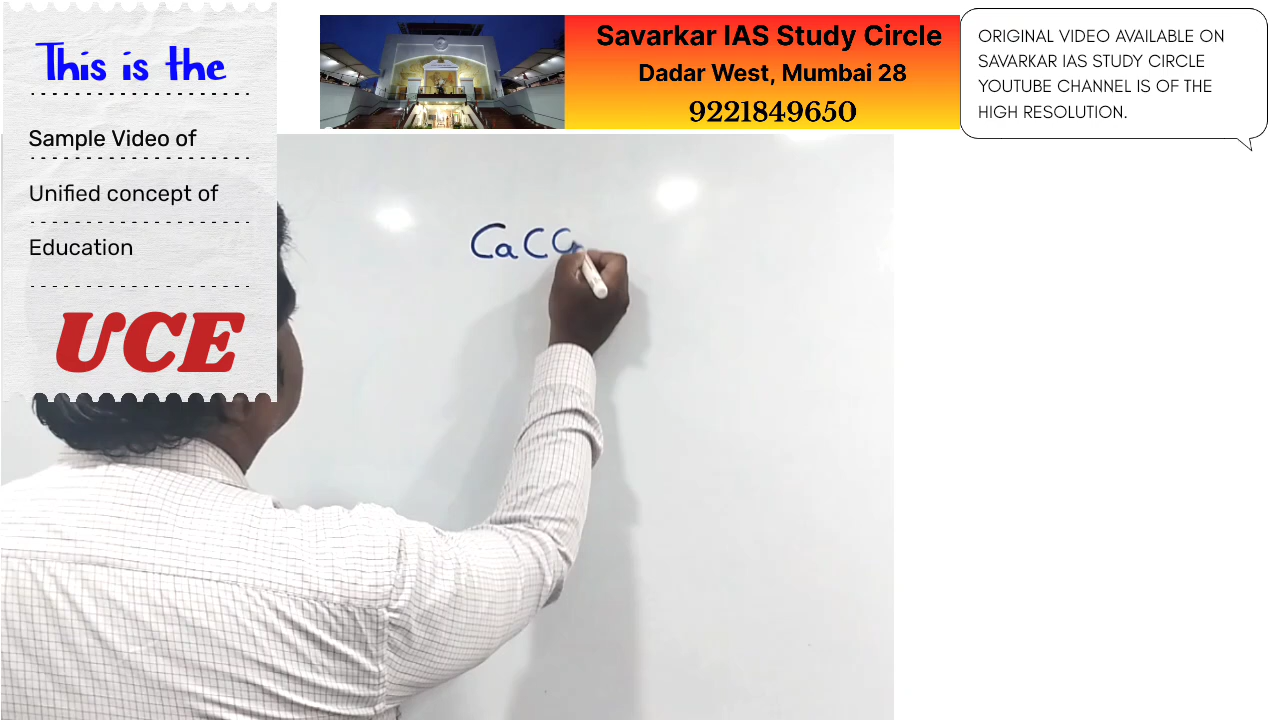 This is the
Sample Video of
Unified concept of
Education
UCE
Savarkar IAS Study Circle
Dadar West, Mumbai 28
9221849650
ORIGINAL VIDEO AVAILABLE ON
SAVARKAR IAS STUDY CIRCLE
YOUTUBE CHANNEL IS OF THE
HIGH RESOLUTION.
CaC